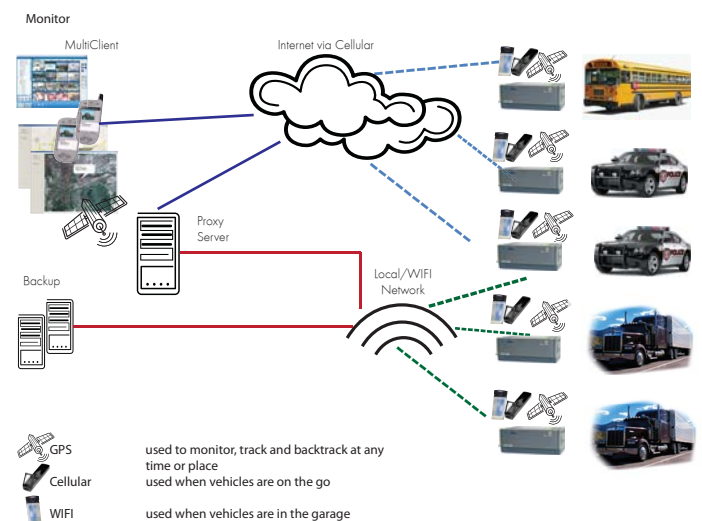 Monitor
MultiClient
Internet via Cellular
Proxy
Server
Backup
Local/WIFI
Network
POLICE
POLICE
GPS used to monitor, track and backtrack at any
time or place
Cellular used when vehicles are on the go
WIFI used when vehicles are in the garage